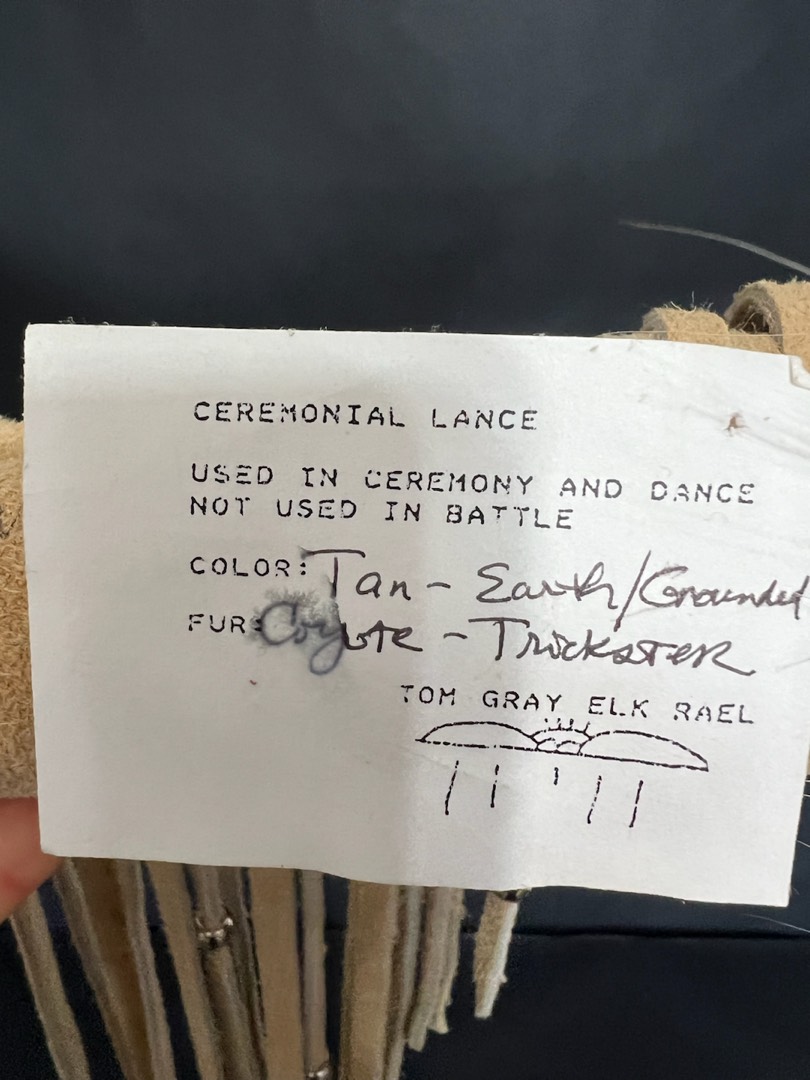 CEREMONIAL LANCE
USED IN CEREMONY AND DANCE
NOT USED IN BATTLE
COLOR: Tan - Earth/Grounded
FUR: Coyote - Trickster
TOM GRAY ELK RAEL